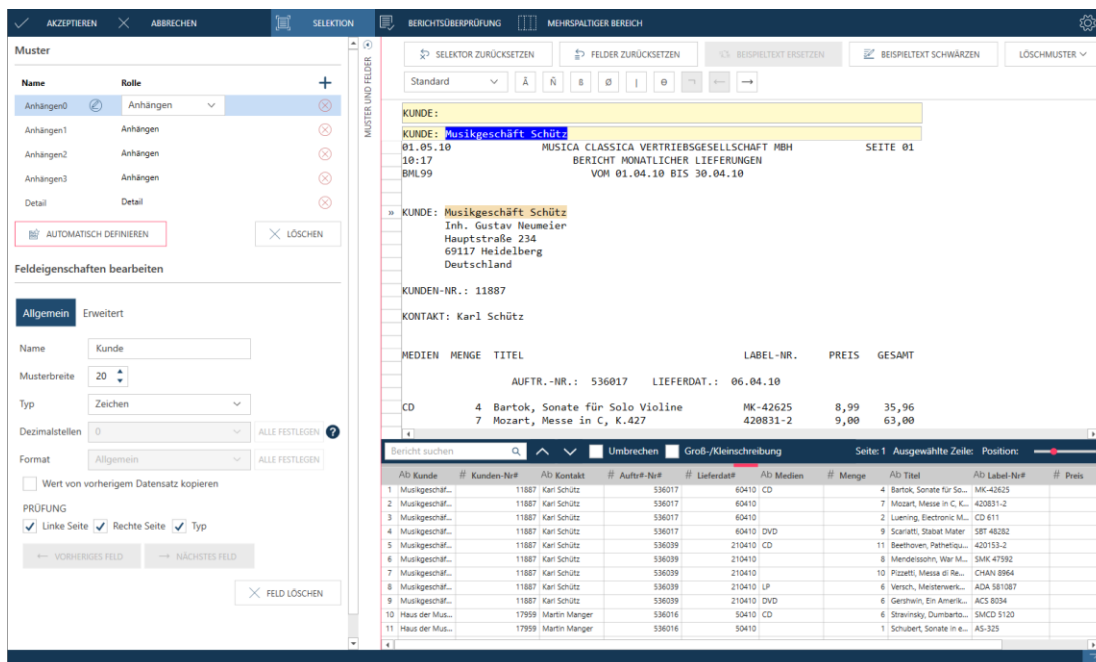 AKZEPTIEREN ABBRECHEN SELEKTION BERICHTSÜBERPRÜFUNG MEHRSPALTIGER BEREICH
Muster
Name Rolle
Anhängen0 Anhängen
Anhängen1 Anhängen
Anhängen2 Anhängen
Anhängen3 Anhängen
Detail Detail
AUTOMATISCH DEFINIEREN LÖSCHEN
Feldeigenschaften bearbeiten
Allgemein Erweitert
Name Kunde
Musterbreite 20
Typ Zeichen
Dezimalstellen 0 ALLE FESTLEGEN ?
Format Allgemein ALLE FESTLEGEN
Wert von vorherigem Datensatz kopieren
PRÜFUNG
Linke Seite Rechte Seite Typ
← VORHERIGES FELD → NÄCHSTES FELD
FELD LÖSCHEN
MUSTER UND FELDER
SELEKTOR ZURÜCKSETZEN FELDER ZURÜCKSETZEN BEISPIELTEXT ERSETZEN BEISPIELTEXT SCHWÄRZEN LÖSCHMUSTER
Standard Ä Ñ ß Ø | ⊖ ¬ ← →
KUNDE:
KUNDE: Musikgeschäft Schütz
01.05.10 MUSICA CLASSICA VERTRIEBSGESELLSCHAFT MBH SEITE 01
10:17 BERICHT MONATLICHER LIEFERUNGEN
BML99 VOM 01.04.10 BIS 30.04.10
» KUNDE: Musikgeschäft Schütz
Inh. Gustav Neumeier
Hauptstraße 234
69117 Heidelberg
Deutschland
KUNDEN-NR.: 11887
KONTAKT: Karl Schütz
MEDIEN MENGE TITEL LABEL-NR. PREIS GESAMT
AUFTR.-NR.: 536017 LIEFERDAT.: 06.04.10
CD 4 Bartok, Sonate für Solo Violine MK-42625 8,99 35,96
7 Mozart, Messe in C, K.427 420831-2 9,00 63,00
Bericht suchen Umbrechen Groß-/Kleinschreibung Seite: 1 Ausgewählte Zeile: Position:
Ab Kunde # Kunden-Nr# Ab Kontakt # Auftr#-Nr# # Lieferdat# Ab Medien # Menge Ab Titel Ab Label-Nr# # Preis
1 Musikgeschäf... 11887 Karl Schütz 536017 60410 CD 4 Bartok, Sonate für So... MK-42625
2 Musikgeschäf... 11887 Karl Schütz 536017 60410 7 Mozart, Messe in C, K... 420831-2
3 Musikgeschäf... 11887 Karl Schütz 536017 60410 2 Luening, Electronic M... CD 611
4 Musikgeschäf... 11887 Karl Schütz 536017 60410 DVD 9 Scarlatti, Stabat Mater SBT 48282
5 Musikgeschäf... 11887 Karl Schütz 536039 210410 CD 11 Beethoven, Pathetiqu... 420153-2
6 Musikgeschäf... 11887 Karl Schütz 536039 210410 8 Mendelssohn, War M... SMK 47592
7 Musikgeschäf... 11887 Karl Schütz 536039 210410 10 Pizzetti, Messa di Re... CHAN 8964
8 Musikgeschäf... 11887 Karl Schütz 536039 210410 LP 6 Versch., Meisterwerk... ADA 581087
9 Musikgeschäf... 11887 Karl Schütz 536039 210410 DVD 6 Gershwin, Ein Amerik... ACS 8034
10 Haus der Mus... 17959 Martin Manger 536016 50410 CD 6 Stravinsky, Dumbarto... SMCD 5120
11 Haus der Mus... 17959 Martin Manger 536016 50410 1 Schubert, Sonate in e... AS-325